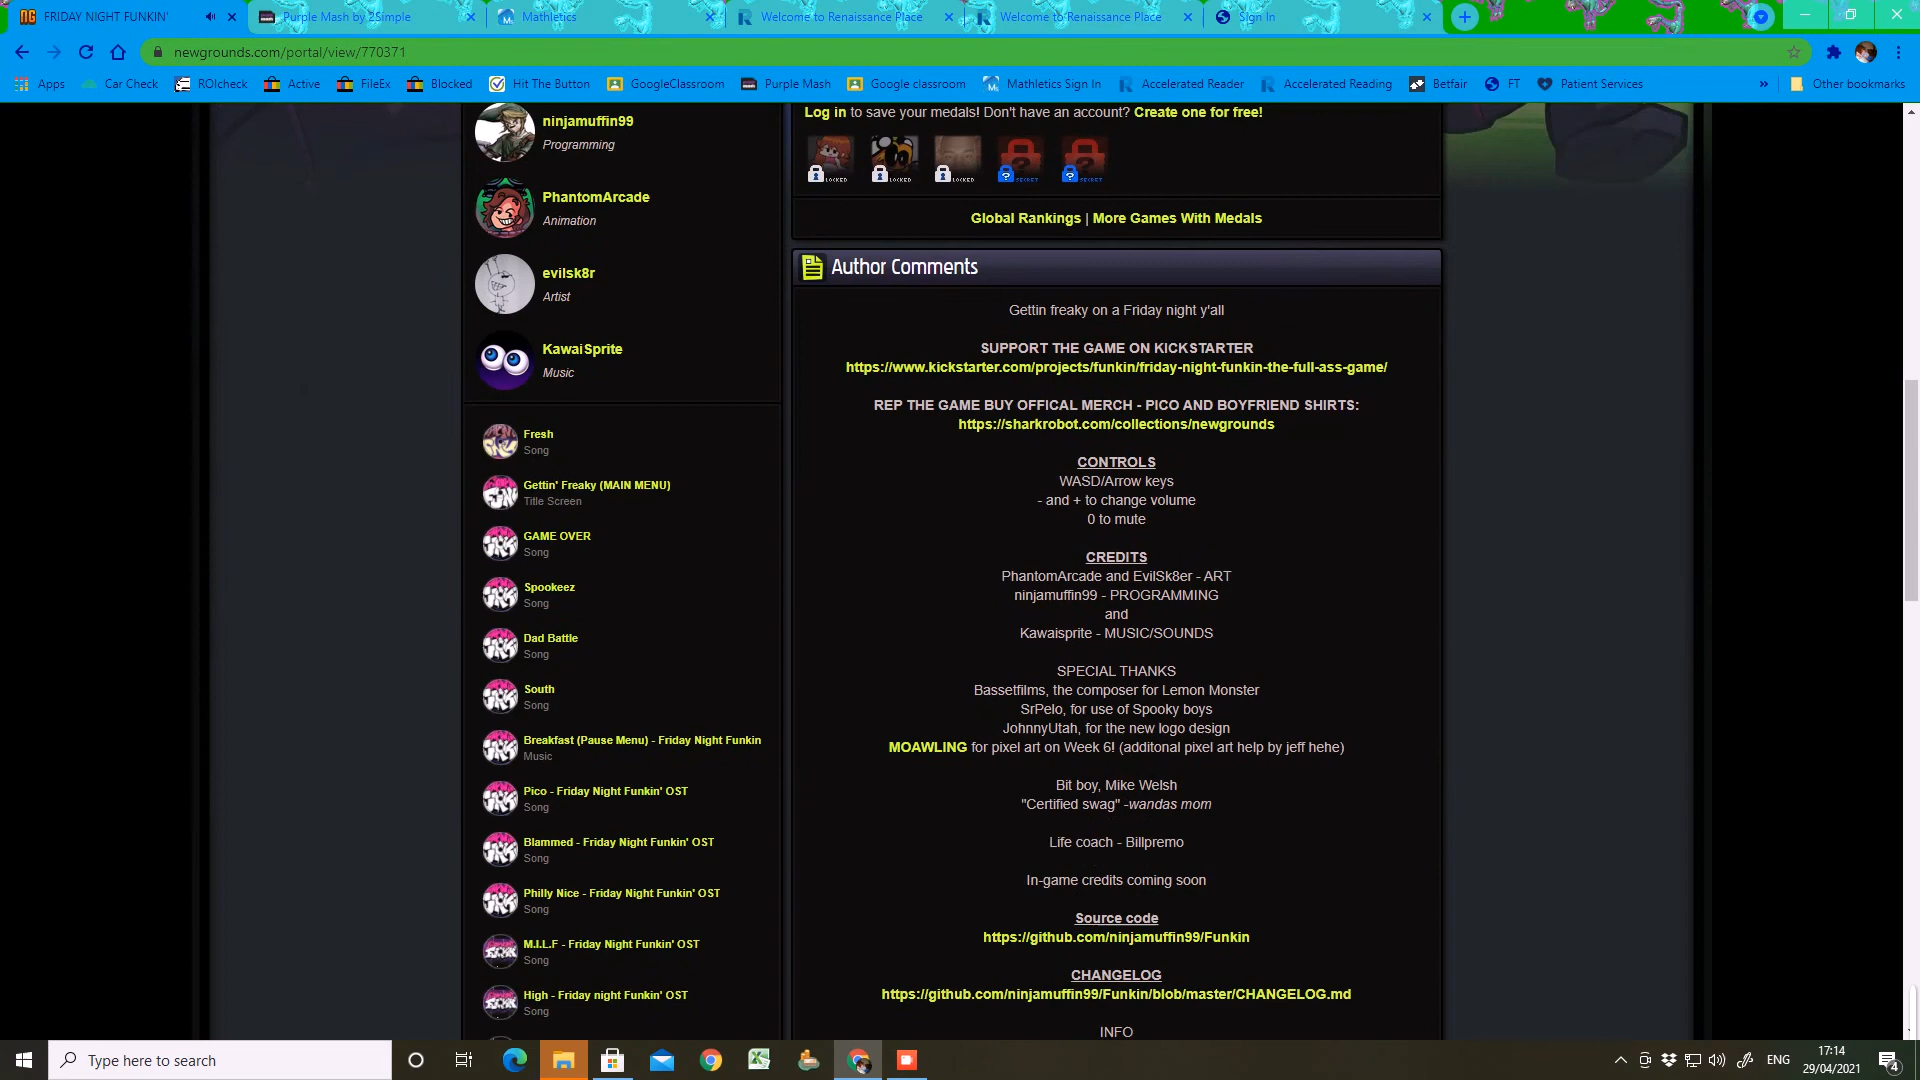 FRIDAY NIGHT FUNKIN'
Purple Mash by 2Simple
Mathletics
Welcome to Renaissance Place
Welcome to Renaissance Place
Sign In
newgrounds.com/portal/view/770371
Apps
Car Check
ROIcheck
Active
FileEx
Blocked
Hit The Button
GoogleClassroom
Purple Mash
Google classroom
Mathletics Sign In
Accelerated Reader
Accelerated Reading
Betfair
FT
Patient Services
»
Other bookmarks
ninjamuffin99
Programming
PhantomArcade
Animation
evilsk8r
Artist
KawaiSprite
Music
Fresh
Song
Gettin' Freaky (MAIN MENU)
Title Screen
GAME OVER
Song
Spookeez
Song
Dad Battle
Song
South
Song
Breakfast (Pause Menu) - Friday Night Funkin
Music
Pico - Friday Night Funkin' OST
Song
Blammed - Friday Night Funkin' OST
Song
Philly Nice - Friday Night Funkin' OST
Song
M.I.L.F - Friday Night Funkin' OST
Song
High - Friday night Funkin' OST
Song
Log in to save your medals! Don't have an account? Create one for free!
LOCKED
LOCKED
LOCKED
SECRET
SECRET
Global Rankings | More Games With Medals
Author Comments
Gettin freaky on a Friday night y'all
SUPPORT THE GAME ON KICKSTARTER
https://www.kickstarter.com/projects/funkin/friday-night-funkin-the-full-ass-game/
REP THE GAME BUY OFFICAL MERCH - PICO AND BOYFRIEND SHIRTS:
https://sharkrobot.com/collections/newgrounds
CONTROLS
WASD/Arrow keys
- and + to change volume
0 to mute
CREDITS
PhantomArcade and EvilSk8er - ART
ninjamuffin99 - PROGRAMMING
and
Kawaisprite - MUSIC/SOUNDS
SPECIAL THANKS
Bassetfilms, the composer for Lemon Monster
SrPelo, for use of Spooky boys
JohnnyUtah, for the new logo design
MOAWLING for pixel art on Week 6! (additonal pixel art help by jeff hehe)
Bit boy, Mike Welsh
"Certified swag" -wandas mom
Life coach - Billpremo
In-game credits coming soon
Source code
https://github.com/ninjamuffin99/Funkin
CHANGELOG
https://github.com/ninjamuffin99/Funkin/blob/master/CHANGELOG.md
INFO
Type here to search
ENG
17:14
29/04/2021
4